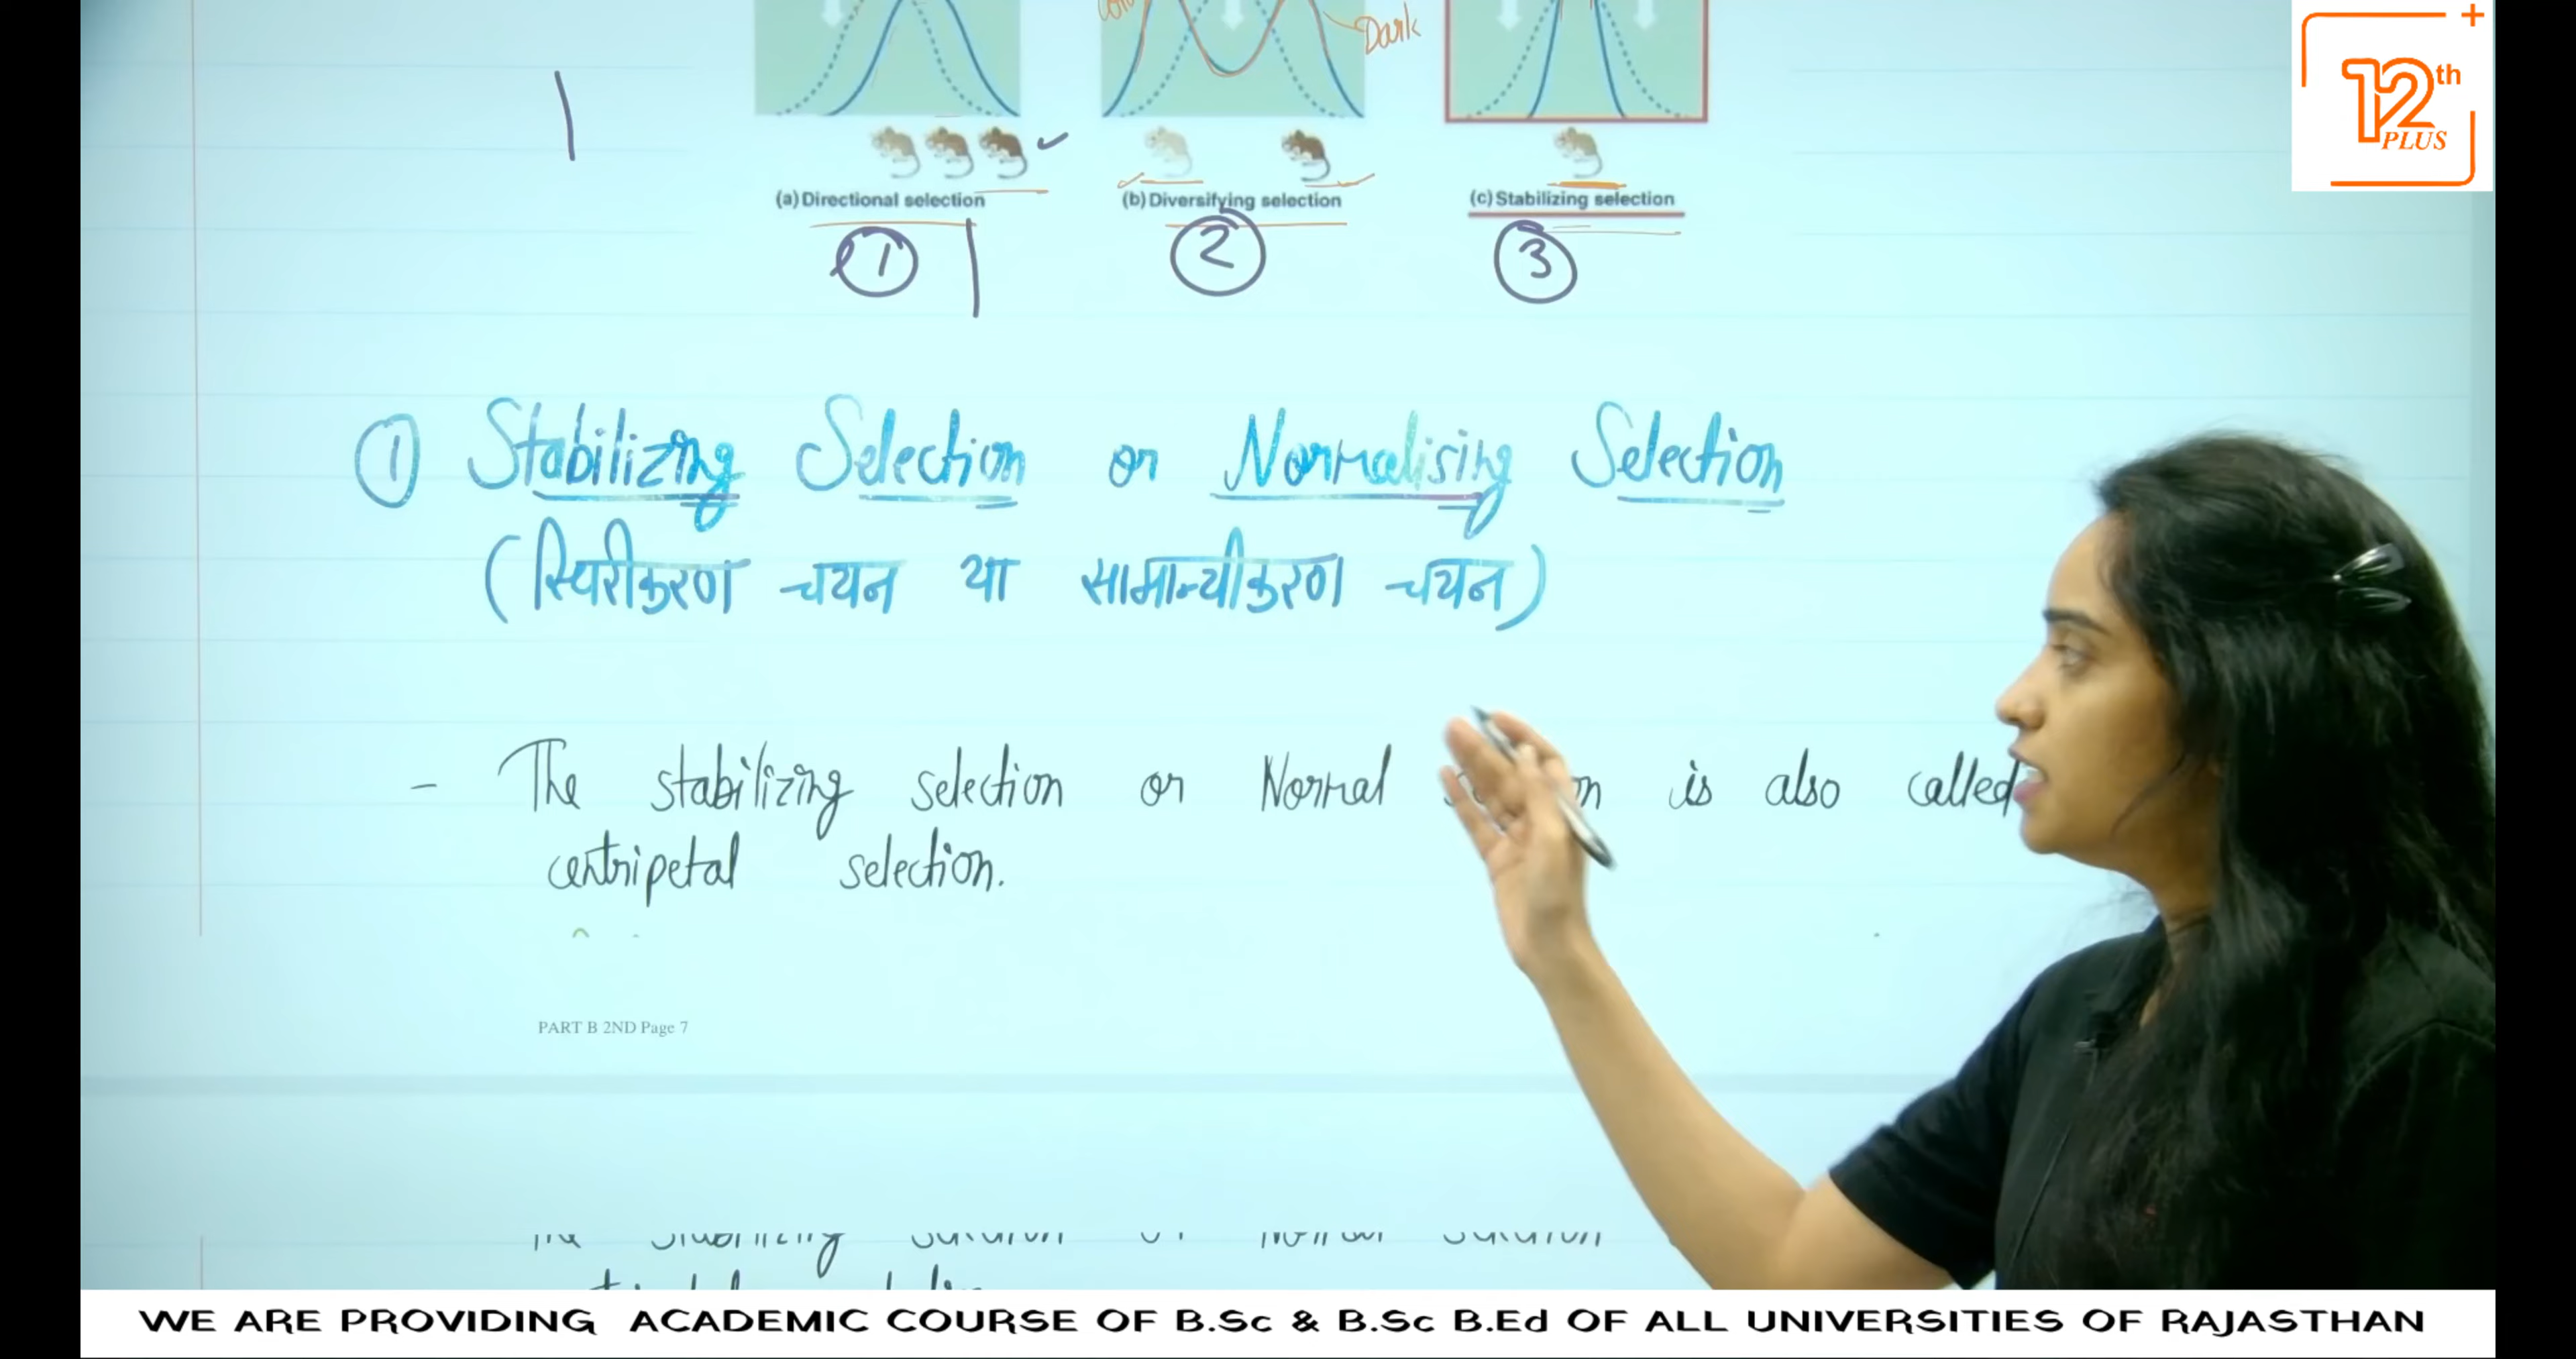 Dark
12th
PLUS
(a) Directional selection
(b) Diversifying selection
(c) Stabilizing selection
1
2
3
1 Stabilizing Selection or Normalising Selection
(स्थिरीकरण चयन या सामान्यीकरण चयन)
- The stabilizing selection or Normal is also called
centripetal selection.
PART B 2ND Page 7
WE ARE PROVIDING ACADEMIC COURSE OF B.Sc & B.Sc B.Ed OF ALL UNIVERSITIES OF RAJASTHAN